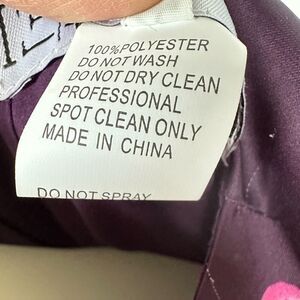 100%POLYESTER
DO NOT WASH
DO NOT DRY CLEAN
PROFESSIONAL
SPOT CLEAN ONLY
MADE IN CHINA
DO NOT SPRAY